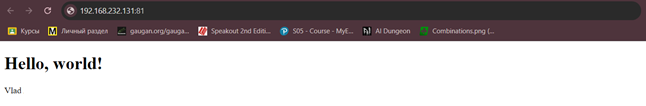 192.168.232.131:81
Курсы Личный раздел gaugan.org/gauga... Speakout 2nd Editi... S05 - Course - MyE... AI Dungeon Combinations.png (...
Hello, world!
Vlad